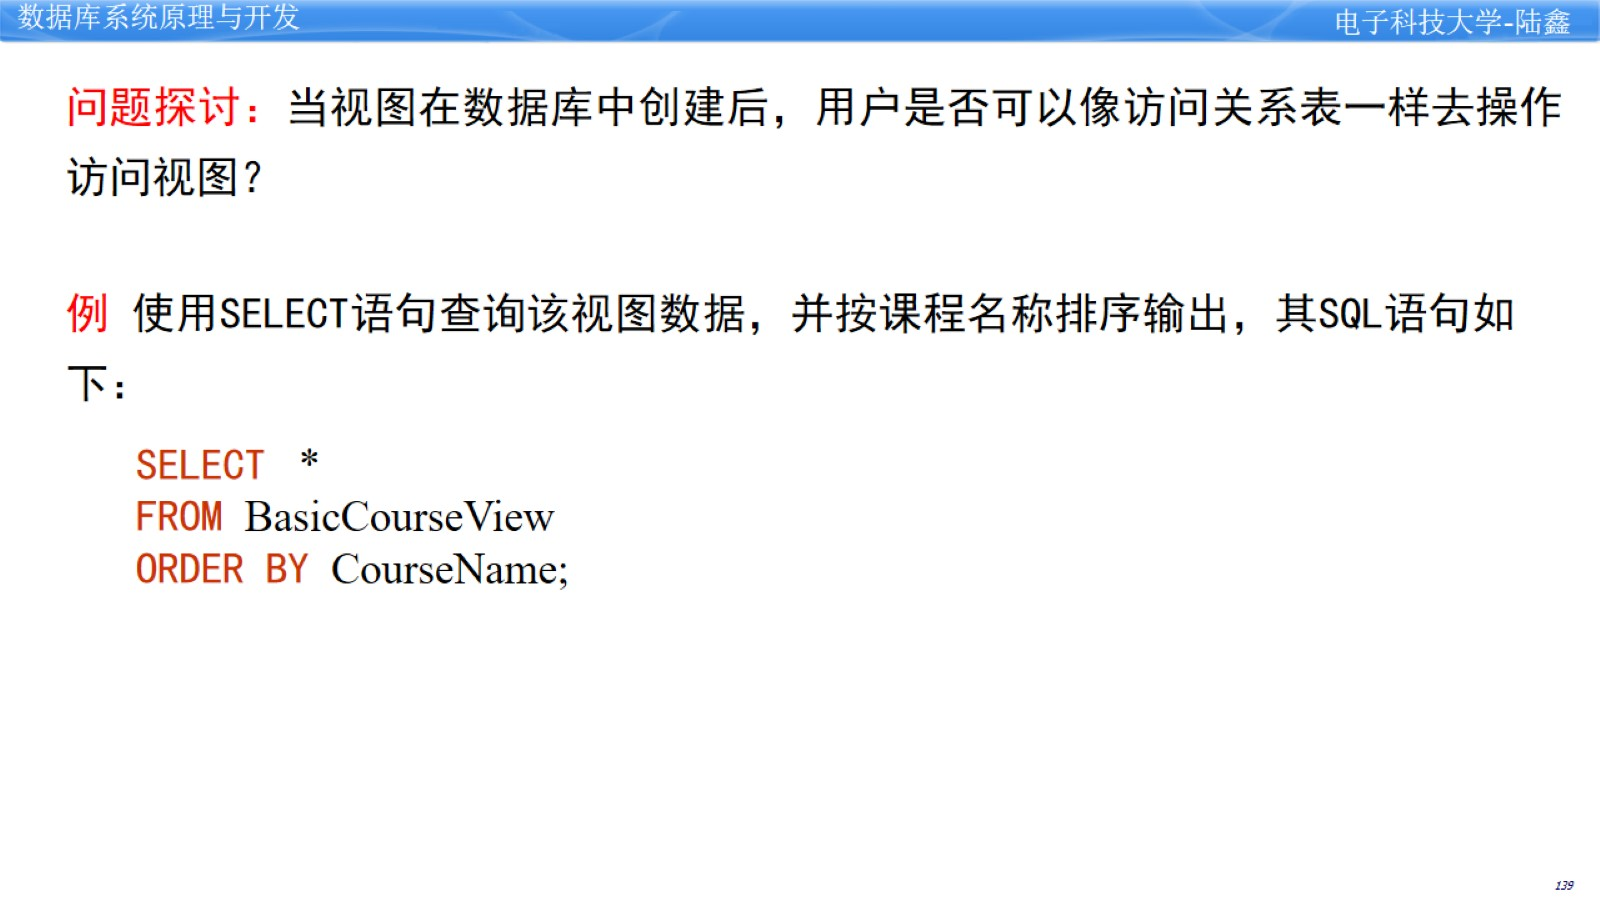 数据库系统原理与开发
电子科技大学-陆鑫
问题探讨：当视图在数据库中创建后，用户是否可以像访问关系表一样去操作
访问视图？
例 使用SELECT语句查询该视图数据，并按课程名称排序输出，其SQL语句如
下：
SELECT *
FROM BasicCourseView
ORDER BY CourseName;
139